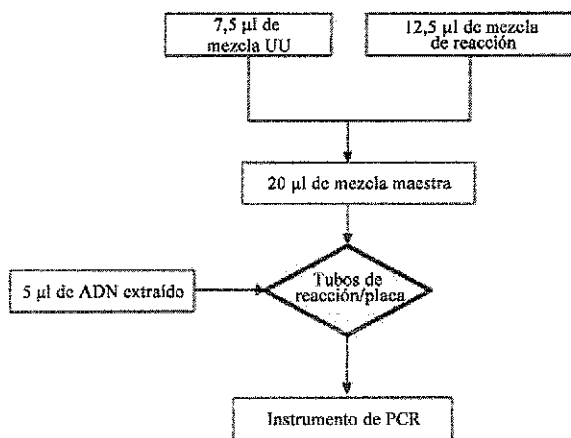 7,5 µl de
mezcla UU
12,5 µl de mezcla
de reacción
20 µl de mezcla maestra
Tubos de
reacción/placa
5 µl de ADN extraído
Instrumento de PCR